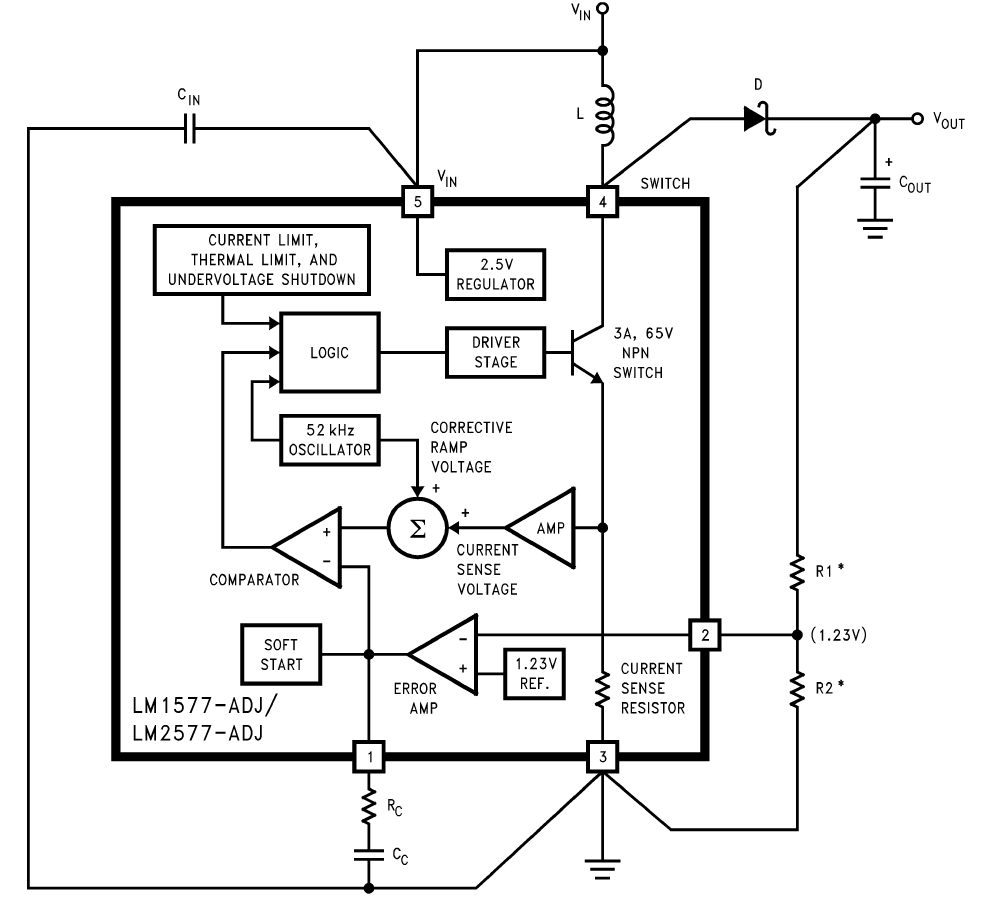 V_IN
D
C_IN
L
V_OUT
+
C_OUT
V_IN
SWITCH
5
4
CURRENT LIMIT,
THERMAL LIMIT, AND
UNDERVOLTAGE SHUTDOWN
2.5V
REGULATOR
LOGIC
DRIVER
STAGE
3A, 65V
NPN
SWITCH
52 kHz
OSCILLATOR
CORRECTIVE
RAMP
VOLTAGE
+
+
Σ
AMP
+
−
CURRENT
SENSE
VOLTAGE
COMPARATOR
R1*
SOFT
START
−
+
ERROR
AMP
1.23V
REF.
2
(1.23V)
CURRENT
SENSE
RESISTOR
R2*
LM1577-ADJ/
LM2577-ADJ
1
3
R_C
C_C